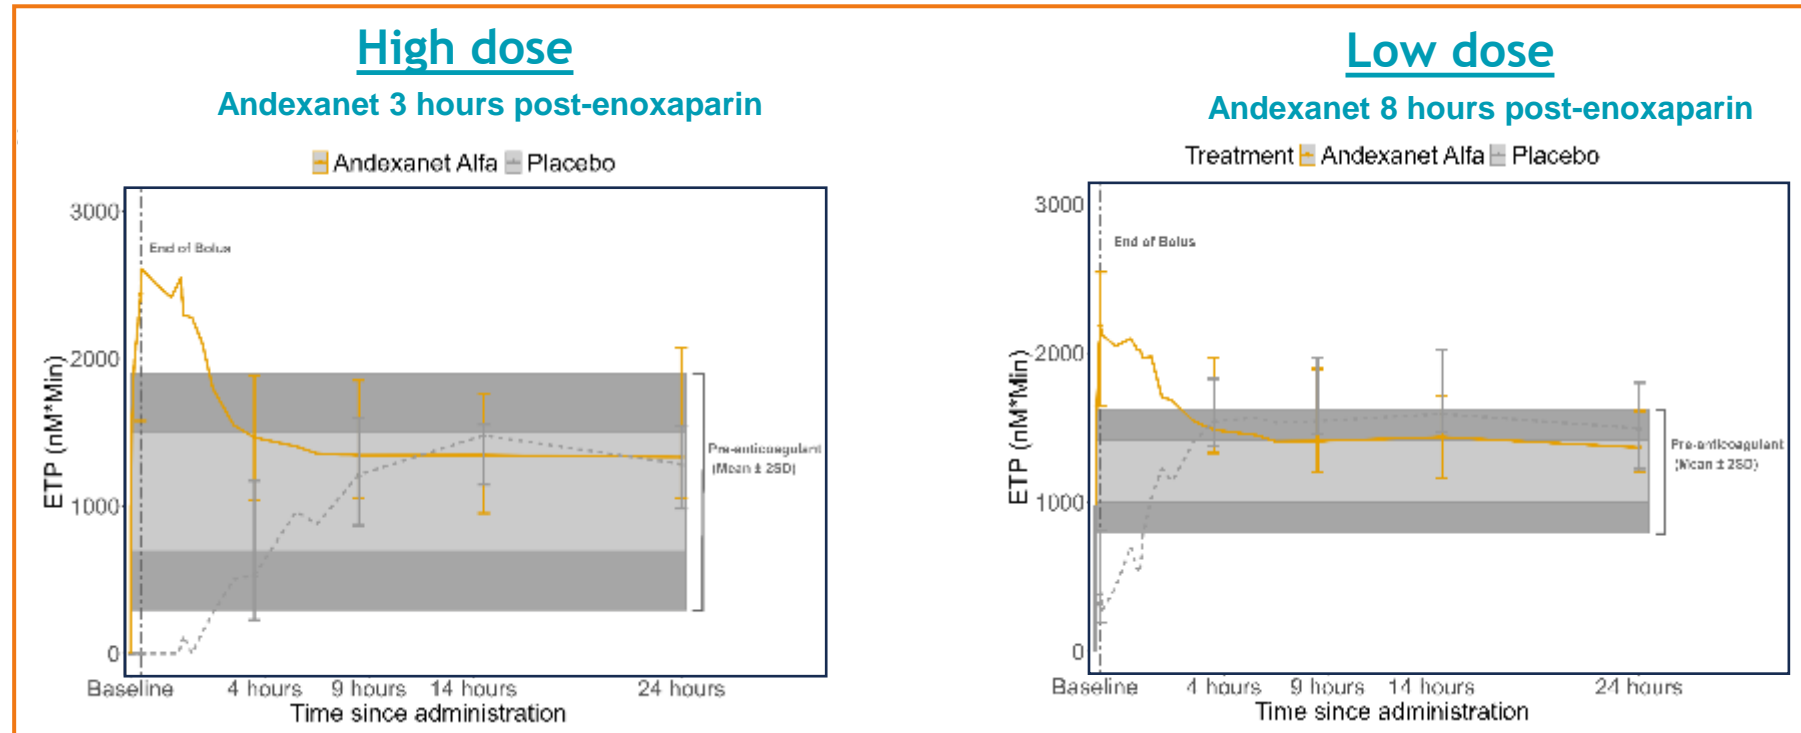 High dose
Andexanet 3 hours post-enoxaparin
Andexanet Alfa Placebo
3000
2000
1000
0
ETP (nM*Min)
End of Bolus
Pre-anticoagulant
(Mean ± 2SD)
Baseline 4 hours 9 hours 14 hours 24 hours
Time since administration
Low dose
Andexanet 8 hours post-enoxaparin
Treatment Andexanet Alfa Placebo
3000
2000
1000
0
ETP (nM*Min)
End of Bolus
Pre-anticoagulant
(Mean ± 2SD)
Baseline 4 hours 9 hours 14 hours 24 hours
Time since administration